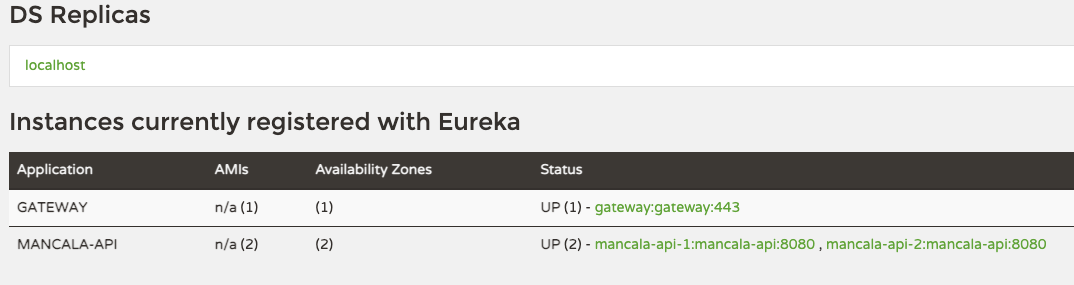 DS Replicas
localhost
Instances currently registered with Eureka
Application AMIs Availability Zones Status
GATEWAY n/a (1) (1) UP (1) - gateway:gateway:443
MANCALA-API n/a (2) (2) UP (2) - mancala-api-1:mancala-api:8080 , mancala-api-2:mancala-api:8080